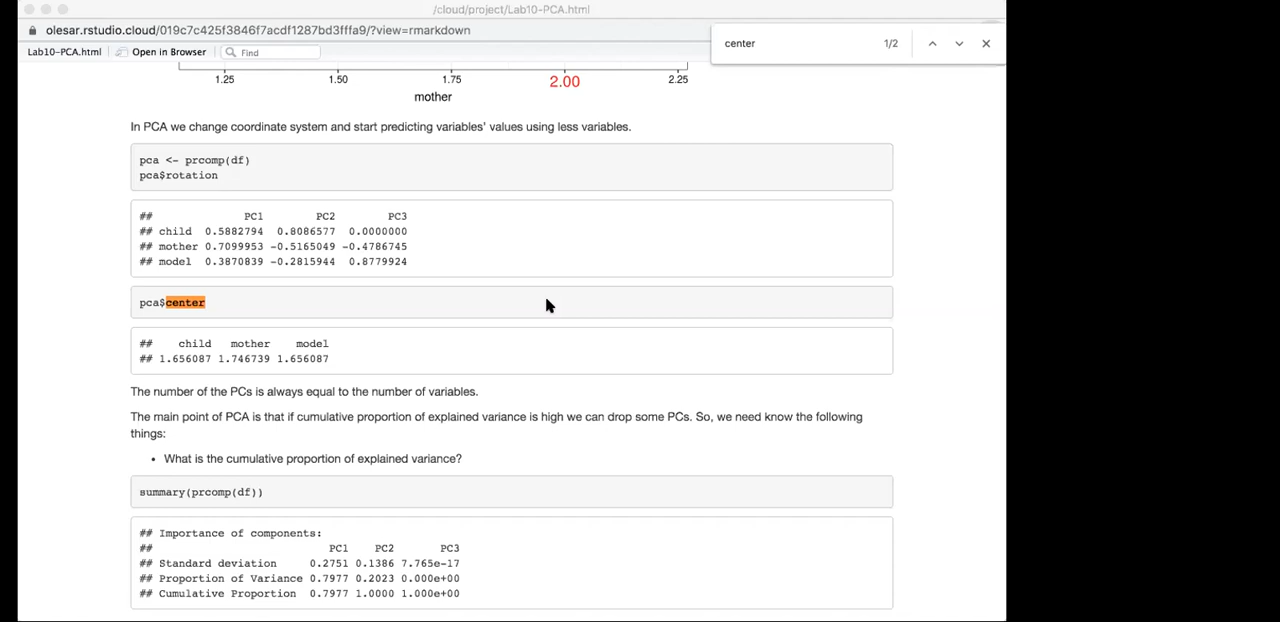 /cloud/project/Lab10-PCA.html
olesar.rstudio.cloud/019c7c425f3846f7acdf1287bd3fffa9/?view=rmarkdown
center 1/2
Lab10-PCA.html Open in Browser Find
1.25 1.50 1.75 2.00 2.25
mother
In PCA we change coordinate system and start predicting variables' values using less variables.
pca <- prcomp(df)
pca$rotation
## PC1 PC2 PC3
## child 0.5882794 0.8086577 0.0000000
## mother 0.7099953 -0.5165049 -0.4786745
## model 0.3870839 -0.2815944 0.8779924
pca$center
## child mother model
## 1.656087 1.746739 1.656087
The number of the PCs is always equal to the number of variables.
The main point of PCA is that if cumulative proportion of explained variance is high we can drop some PCs. So, we need know the following
things:
• What is the cumulative proportion of explained variance?
summary(prcomp(df))
## Importance of components:
## PC1 PC2 PC3
## Standard deviation 0.2751 0.1386 7.765e-17
## Proportion of Variance 0.7977 0.2023 0.000e+00
## Cumulative Proportion 0.7977 1.0000 1.000e+00